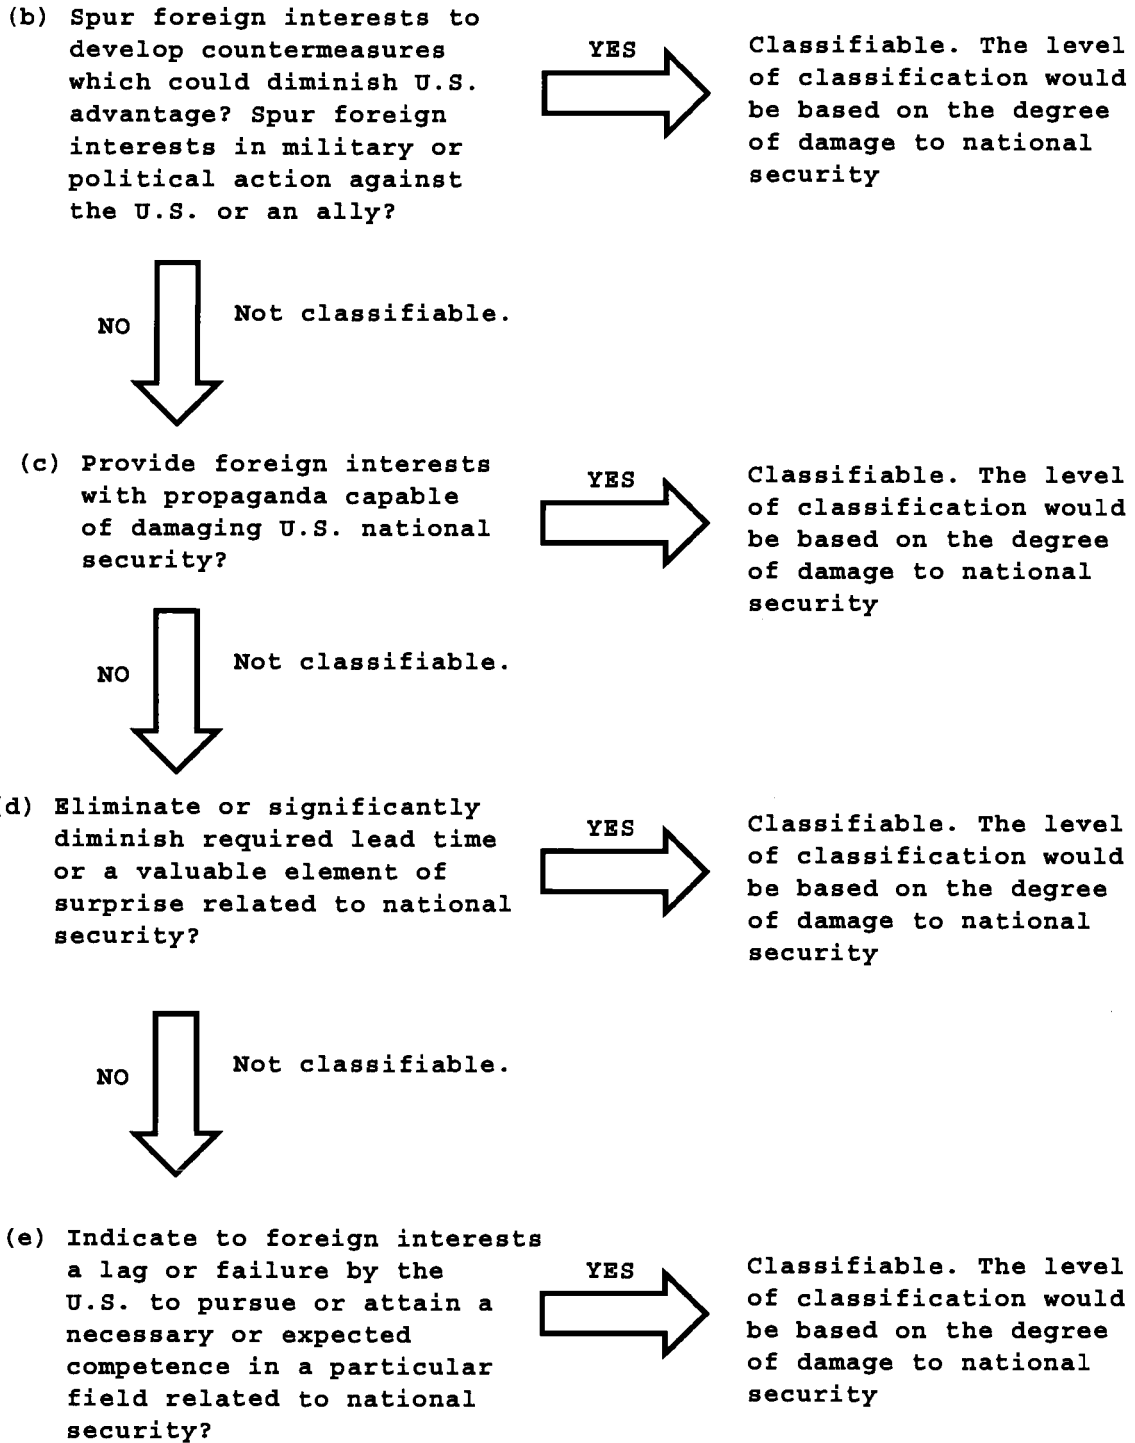 (b) Spur foreign interests to
develop countermeasures
which could diminish U.S.
advantage? Spur foreign
interests in military or
political action against
the U.S. or an ally?
YES
Classifiable. The level
of classification would
be based on the degree
of damage to national
security
NO
Not classifiable.
(c) Provide foreign interests
with propaganda capable
of damaging U.S. national
security?
YES
Classifiable. The level
of classification would
be based on the degree
of damage to national
security
NO
Not classifiable.
d) Eliminate or significantly
diminish required lead time
or a valuable element of
surprise related to national
security?
YES
Classifiable. The level
of classification would
be based on the degree
of damage to national
security
NO
Not classifiable.
(e) Indicate to foreign interests
a lag or failure by the
U.S. to pursue or attain a
necessary or expected
competence in a particular
field related to national
security?
YES
Classifiable. The level
of classification would
be based on the degree
of damage to national
security